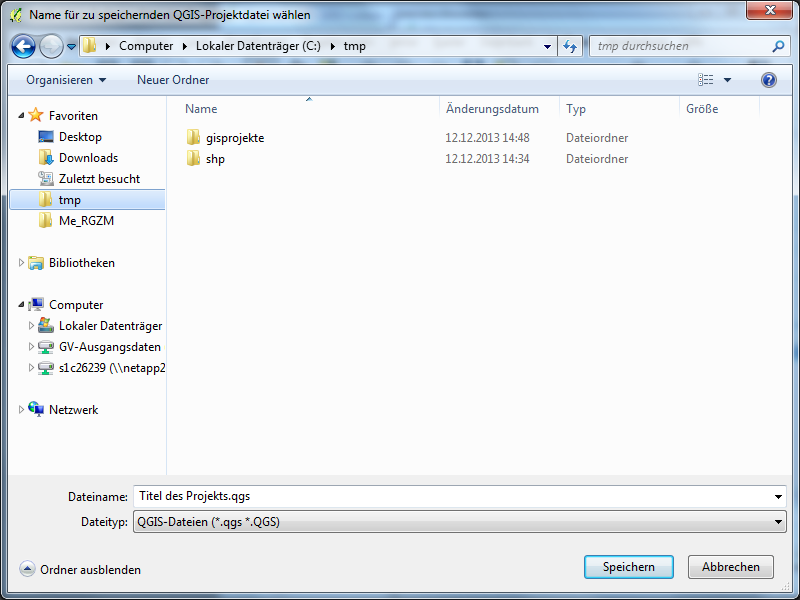 Name für zu speichernden QGIS-Projektdatei wählen
Computer Lokaler Datenträger (C:) tmp
tmp durchsuchen
Organisieren Neuer Ordner
Name Änderungsdatum Typ Größe
gisprojekte 12.12.2013 14:48 Dateiordner
shp 12.12.2013 14:34 Dateiordner
Favoriten
Desktop
Downloads
Zuletzt besucht
tmp
Me_RGZM
Bibliotheken
Computer
Lokaler Datenträger
GV-Ausgangsdaten
s1c26239 (\\netapp2
Netzwerk
Dateiname: Titel des Projekts.qgs
Dateityp: QGIS-Dateien (*.qgs *.QGS)
Ordner ausblenden Speichern Abbrechen